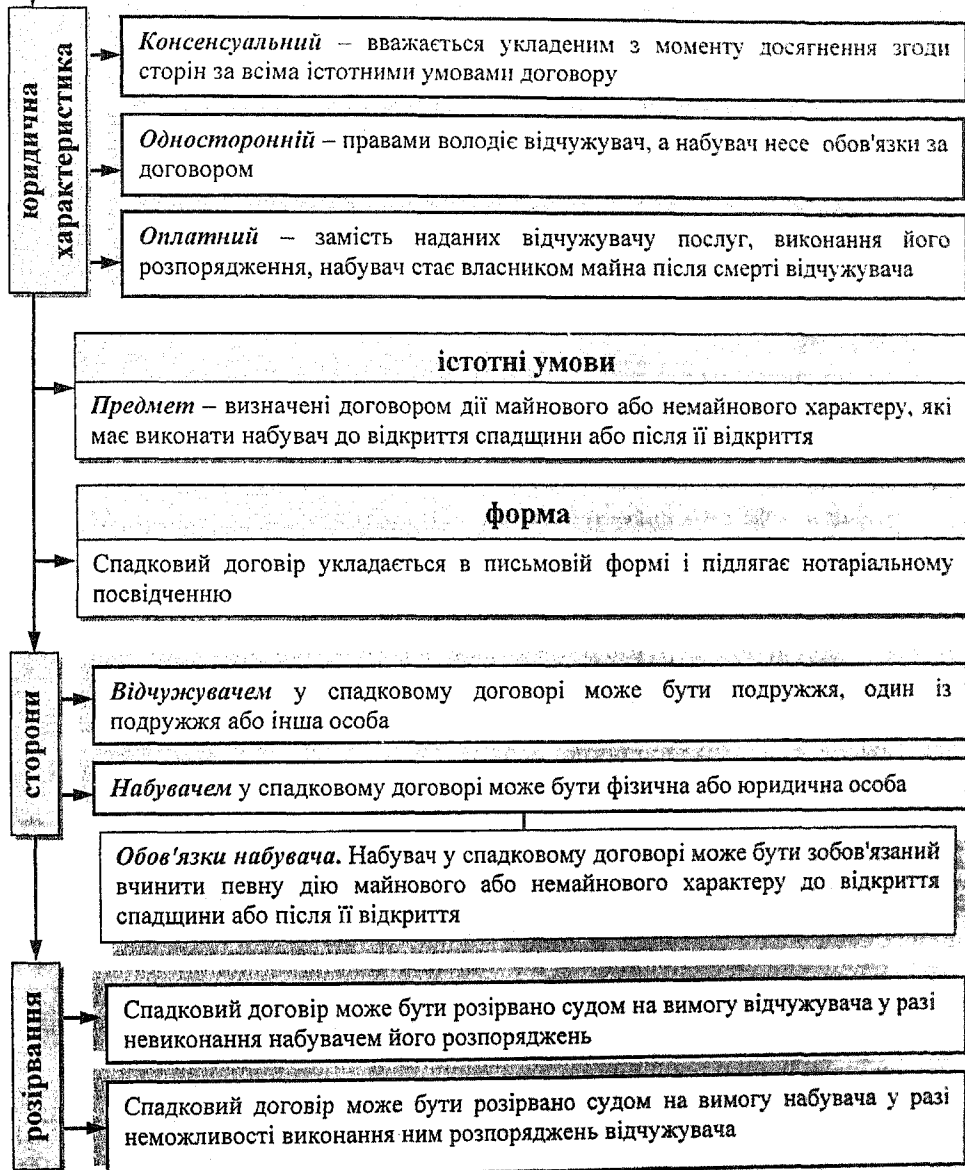 юридична
характеристика
Консенсуальний – вважається укладеним з моменту досягнення згоди
сторін за всіма істотними умовами договору
Односторонній – правами володіє відчужувач, а набувач несе обов'язки за
договором
Оплатний – замість наданих відчужувачу послуг, виконання його
розпорядження, набувач стає власником майна після смерті відчужувача
істотні умови
Предмет – визначені договором дії майнового або немайнового характеру, які
має виконати набувач до відкриття спадщини або після її відкриття
форма
Спадковий договір укладається в письмовій формі і підлягає нотаріальному
посвідченню
сторони
Відчужувачем у спадковому договорі може бути подружжя, один із
подружжя або інша особа
Набувачем у спадковому договорі може бути фізична або юридична особа
Обов'язки набувача. Набувач у спадковому договорі може бути зобов'язаний
вчинити певну дію майнового або немайнового характеру до відкриття
спадщини або після її відкриття
розірвання
Спадковий договір може бути розірвано судом на вимогу відчужувача у разі
невиконання набувачем його розпоряджень
Спадковий договір може бути розірвано судом на вимогу набувача у разі
неможливості виконання ним розпоряджень відчужувача